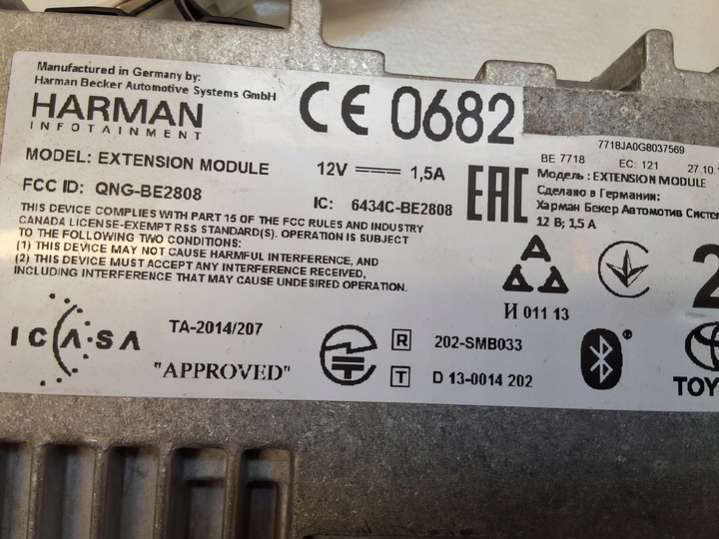 Manufactured in Germany by:
Harman Becker Automotive Systems GmbH
HARMAN
INFOTAINMENT
CE 0682
MODEL: EXTENSION MODULE
12V 1,5A
FCC ID: QNG-BE2808
IC: 6434C-BE2808
THIS DEVICE COMPLIES WITH PART 15 OF THE FCC RULES AND INDUSTRY
CANADA LICENSE-EXEMPT RSS STANDARD(S). OPERATION IS SUBJECT
TO THE FOLLOWING TWO CONDITIONS:
(1) THIS DEVICE MAY NOT CAUSE HARMFUL INTERFERENCE, AND
(2) THIS DEVICE MUST ACCEPT ANY INTERFERENCE RECEIVED,
INCLUDING INTERFERENCE THAT MAY CAUSE UNDESIRED OPERATION.
ICASA
TA-2014/207
"APPROVED"
R 202-SMB033
T D 13-0014 202
EAC
7718JA0G8037569
BE 7718 EC: 121 27.10.
Модель: EXTENSION MODULE
Сделано в Германии:
Харман Бекер Аутомотив Систем
12 В; 1,5 А
И 011 13
2
TOY